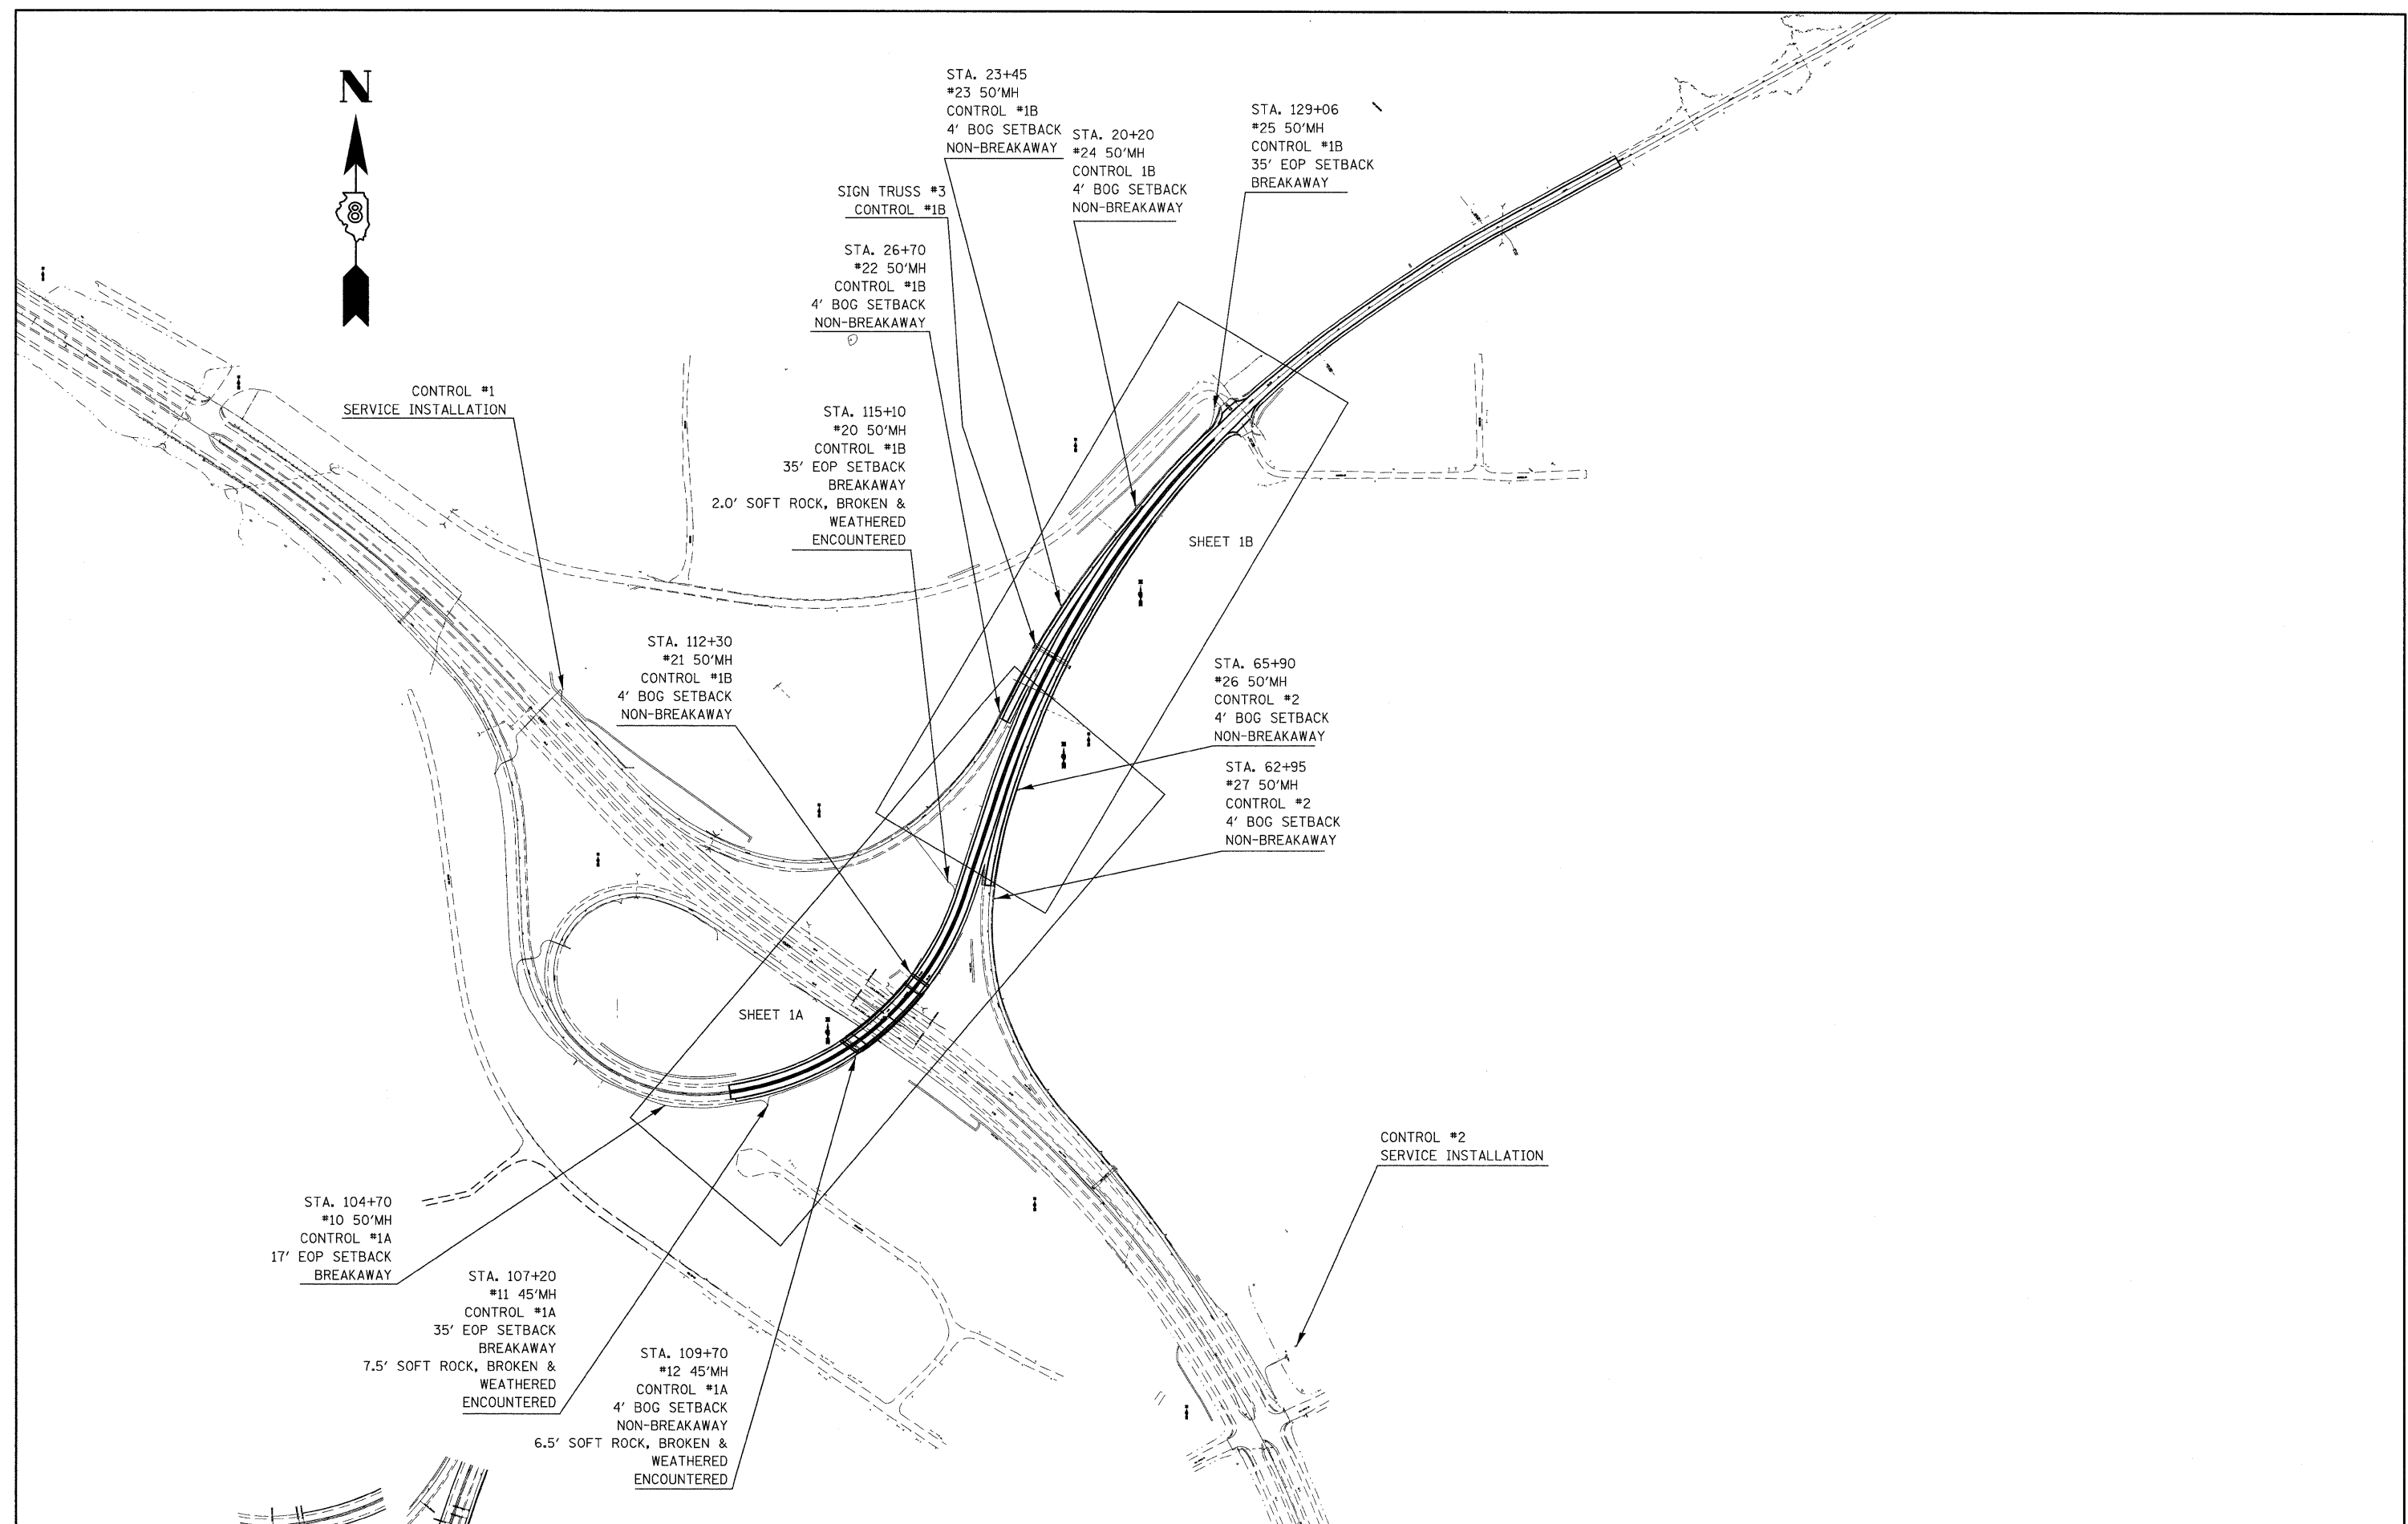 N
8
STA. 23+45
#23 50'MH
CONTROL #1B
4' BOG SETBACK
NON-BREAKAWAY
STA. 20+20
#24 50'MH
CONTROL 1B
4' BOG SETBACK
NON-BREAKAWAY
STA. 129+06
#25 50'MH
CONTROL #1B
35' EOP SETBACK
BREAKAWAY
SIGN TRUSS #3
CONTROL #1B
STA. 26+70
#22 50'MH
CONTROL #1B
4' BOG SETBACK
NON-BREAKAWAY
CONTROL #1
SERVICE INSTALLATION
STA. 115+10
#20 50'MH
CONTROL #1B
35' EOP SETBACK
BREAKAWAY
2.0' SOFT ROCK, BROKEN &
WEATHERED
ENCOUNTERED
SHEET 1B
STA. 112+30
#21 50'MH
CONTROL #1B
4' BOG SETBACK
NON-BREAKAWAY
STA. 65+90
#26 50'MH
CONTROL #2
4' BOG SETBACK
NON-BREAKAWAY
STA. 62+95
#27 50'MH
CONTROL #2
4' BOG SETBACK
NON-BREAKAWAY
SHEET 1A
CONTROL #2
SERVICE INSTALLATION
STA. 104+70
#10 50'MH
CONTROL #1A
17' EOP SETBACK
BREAKAWAY
STA. 107+20
#11 45'MH
CONTROL #1A
35' EOP SETBACK
BREAKAWAY
7.5' SOFT ROCK, BROKEN &
WEATHERED
ENCOUNTERED
STA. 109+70
#12 45'MH
CONTROL #1A
4' BOG SETBACK
NON-BREAKAWAY
6.5' SOFT ROCK, BROKEN &
WEATHERED
ENCOUNTERED